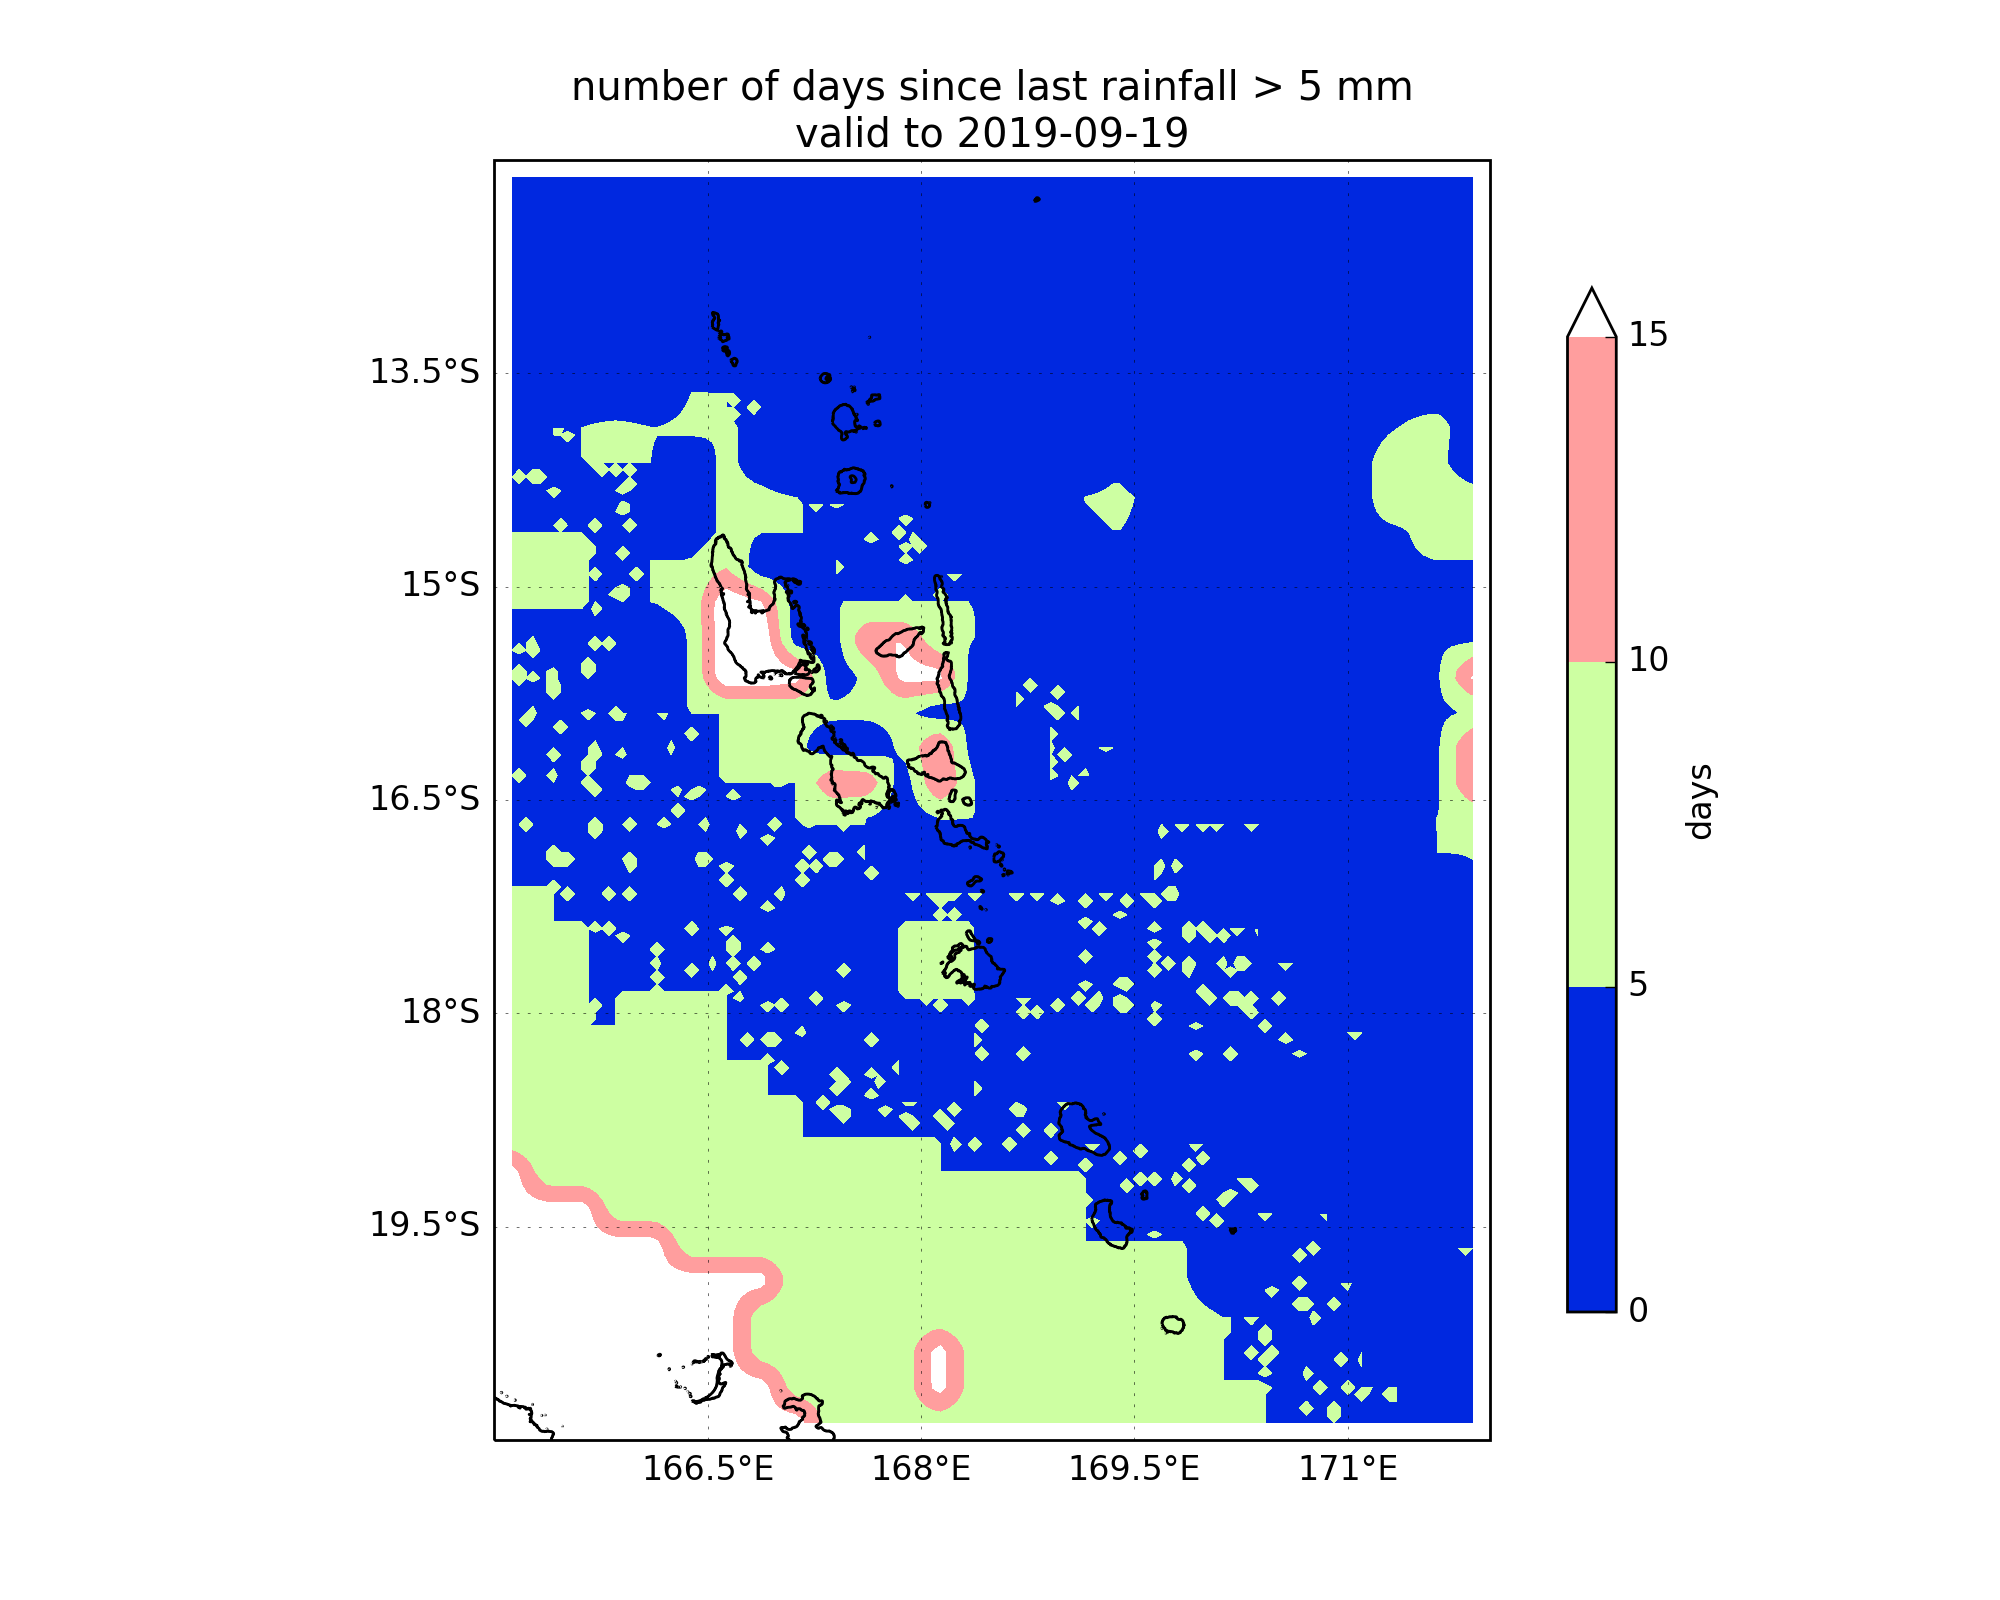 number of days since last rainfall > 5 mm
valid to 2019-09-19
13.5°S
15°S
16.5°S
18°S
19.5°S
166.5°E
168°E
169.5°E
171°E
15
10
5
0
days